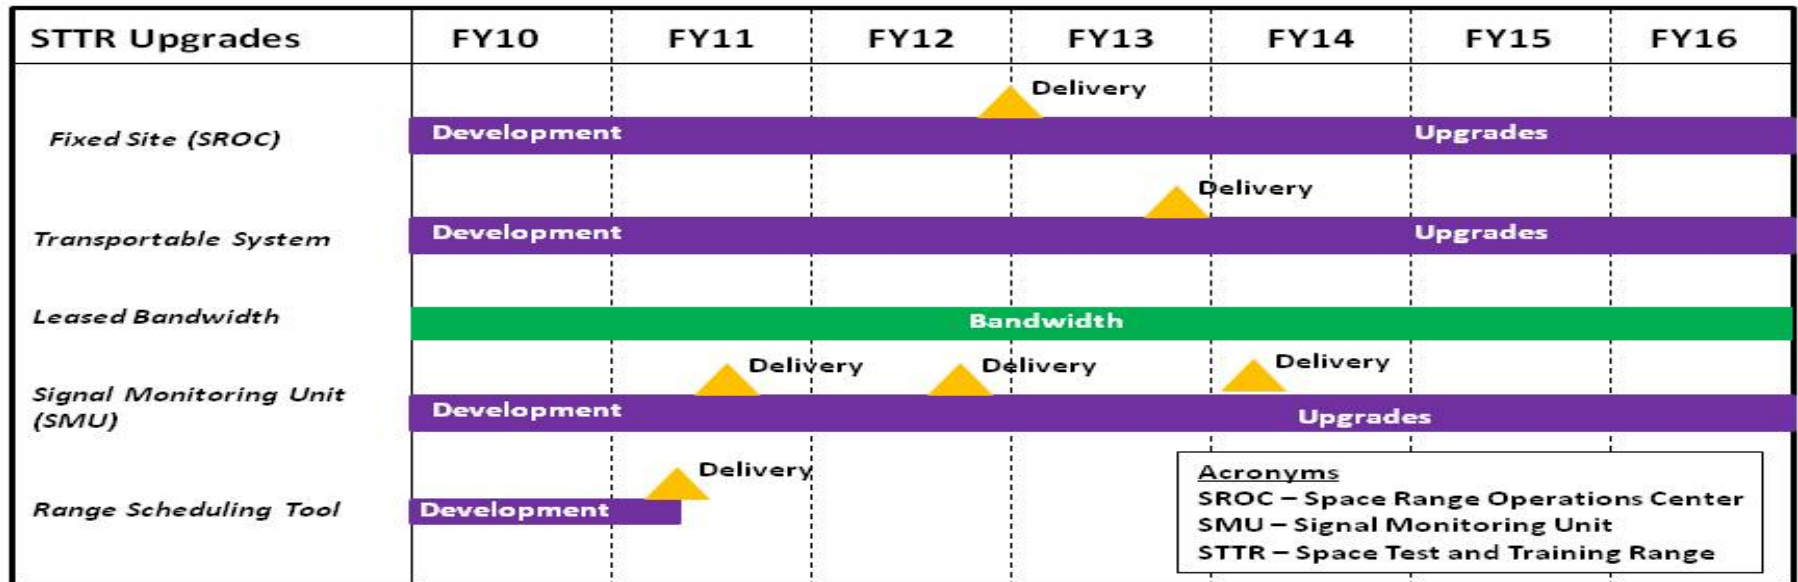 STTR Upgrades FY10 FY11 FY12 FY13 FY14 FY15 FY16
Delivery
Fixed Site (SROC) Development Upgrades
Delivery
Transportable System Development Upgrades
Leased Bandwidth Bandwidth
Delivery Delivery Delivery
Signal Monitoring Unit
(SMU) Development Upgrades
Delivery
Range Scheduling Tool Development
Acronyms
SROC – Space Range Operations Center
SMU – Signal Monitoring Unit
STTR – Space Test and Training Range